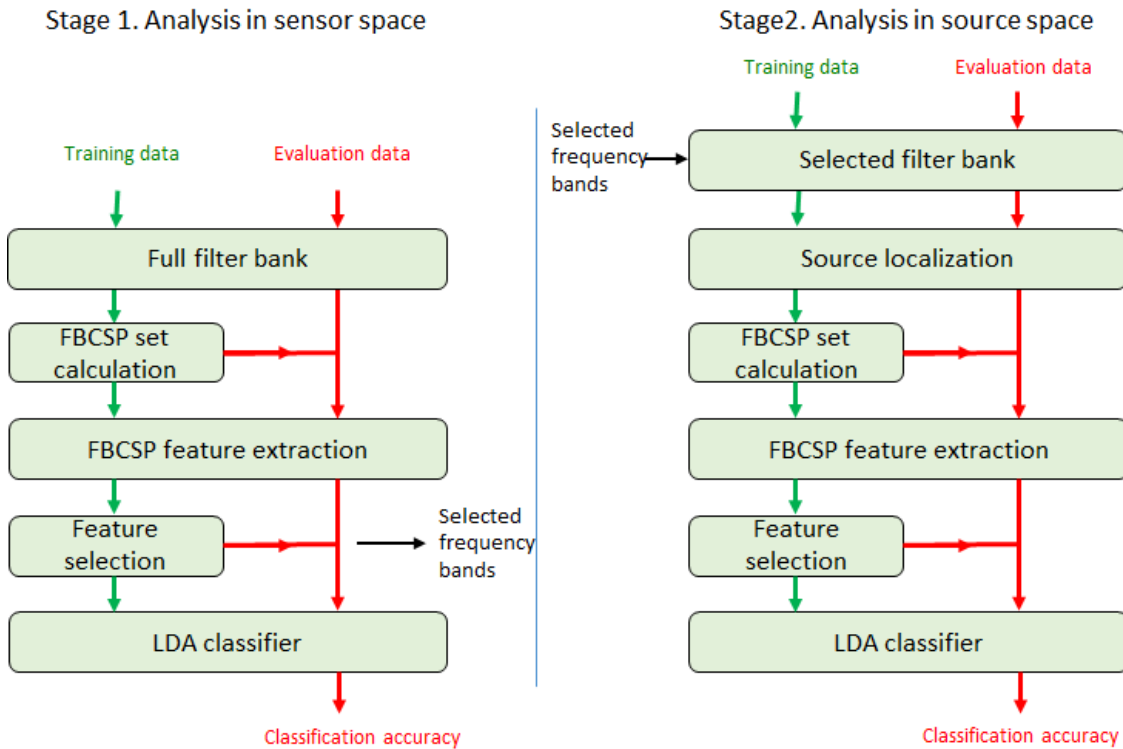 Stage 1. Analysis in sensor space
Training data
Evaluation data
Full filter bank
FBCSP set
calculation
FBCSP feature extraction
Feature
selection
Selected
frequency
bands
LDA classifier
Classification accuracy
Stage2. Analysis in source space
Training data
Evaluation data
Selected
frequency
bands
Selected filter bank
Source localization
FBCSP set
calculation
FBCSP feature extraction
Feature
selection
LDA classifier
Classification accuracy